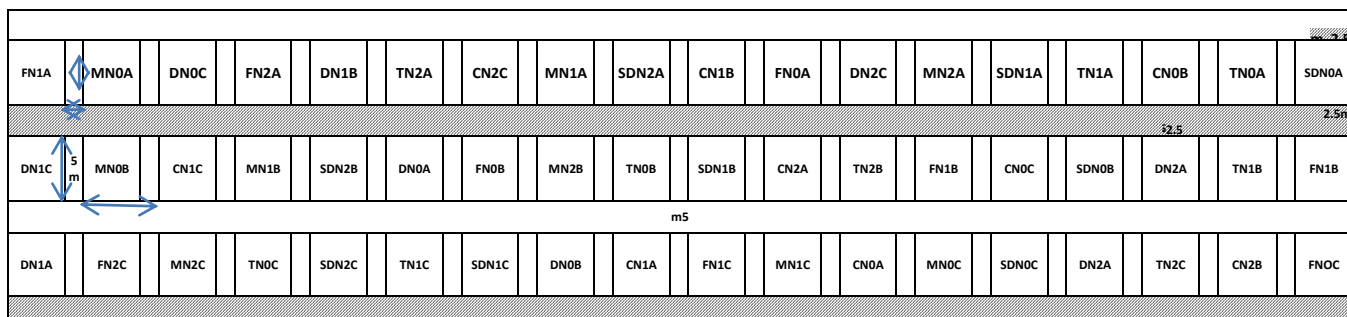 FN1A MN0A DN0C FN2A DN1B TN2A CN2C MN1A SDN2A CN1B FN0A DN2C MN2A SDN1A TN1A CN0B TN0A SDN0A
2.5m
2.5
DN1C 5 m MN0B CN1C MN1B SDN2B DN0A FN0B MN2B TN0B SDN1B CN2A TN2B FN1B CN0C SDN0B DN2A TN1B FN1B
m5
DN1A FN2C MN2C TN0C SDN2C TN1C SDN1C DN0B CN1A FN1C MN1C CN0A MN0C SDN0C DN2A TN2C CN2B FNOC